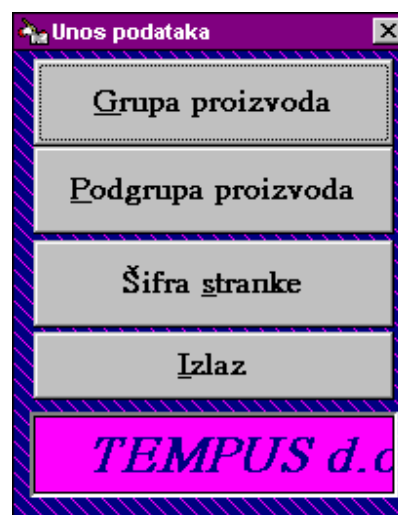 Unos podataka
Grupa proizvoda
Podgrupa proizvoda
Šifra stranke
Izlaz
TEMPUS d.